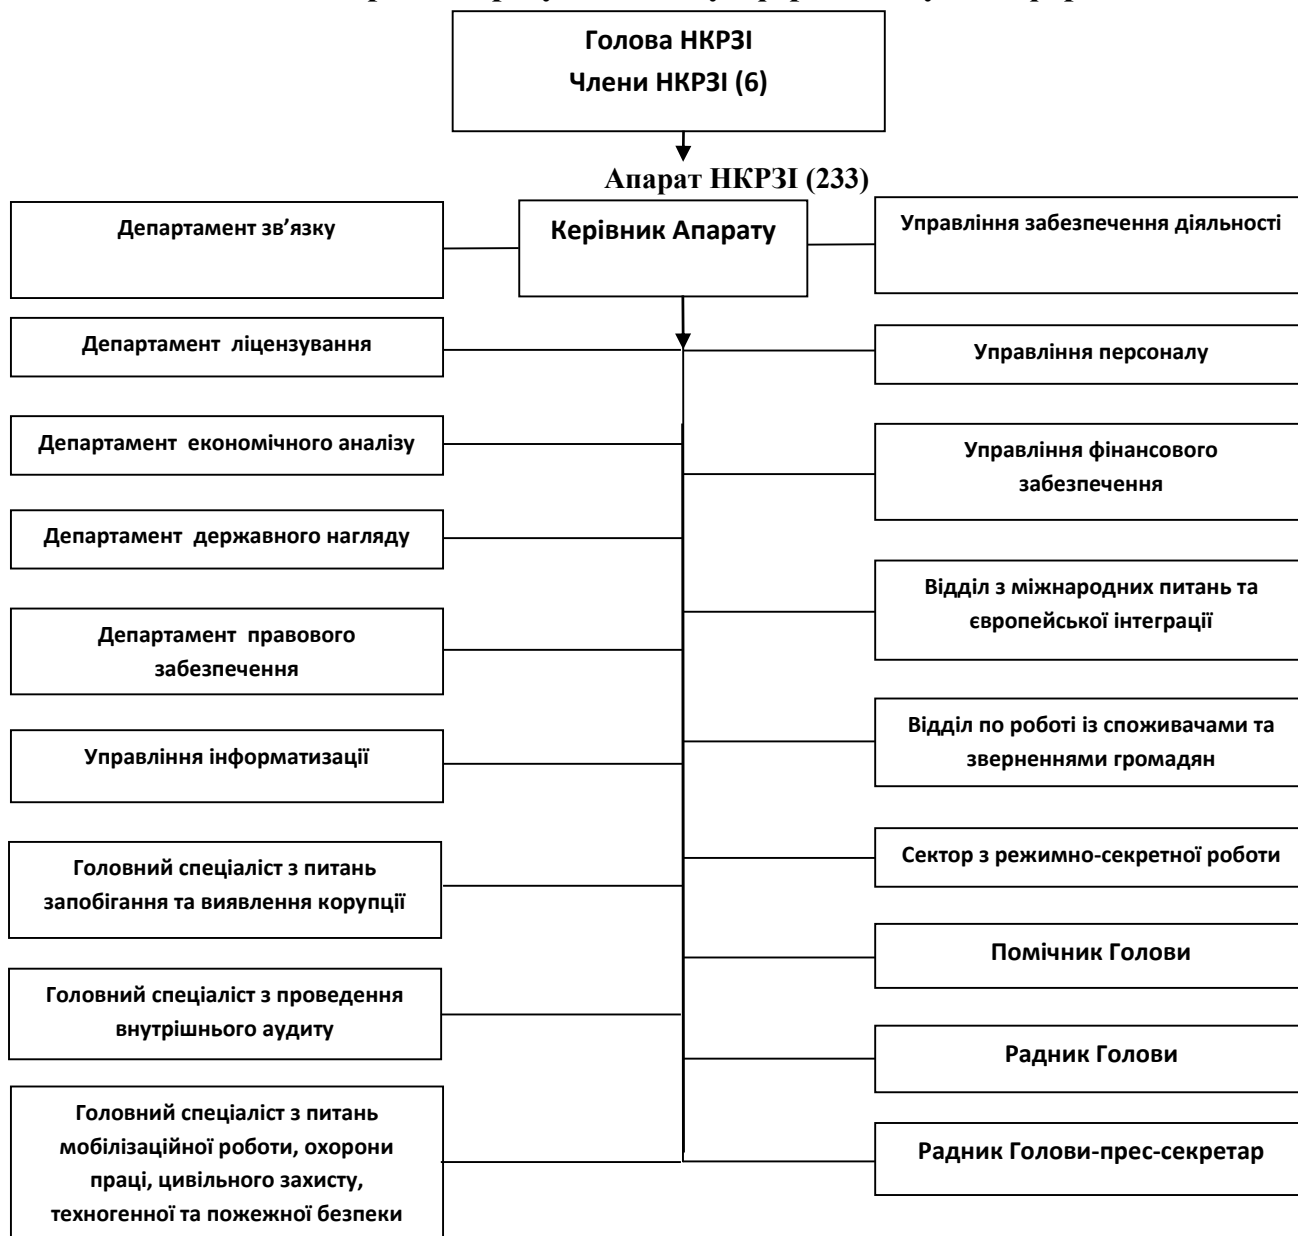 Голова НКРЗІ
Члени НКРЗІ (6)
Апарат НКРЗІ (233)
Департамент зв’язку
Керівник Апарату
Управління забезпечення діяльності
Департамент ліцензування
Управління персоналу
Департамент економічного аналізу
Управління фінансового
забезпечення
Департамент державного нагляду
Відділ з міжнародних питань та
європейської інтеграції
Департамент правового
забезпечення
Відділ по роботі із споживачами та
зверненнями громадян
Управління інформатизації
Сектор з режимно-секретної роботи
Головний спеціаліст з питань
запобігання та виявлення корупції
Помічник Голови
Головний спеціаліст з проведення
внутрішнього аудиту
Радник Голови
Головний спеціаліст з питань
мобілізаційної роботи, охорони
праці, цивільного захисту,
техногенної та пожежної безпеки
Радник Голови-прес-секретар